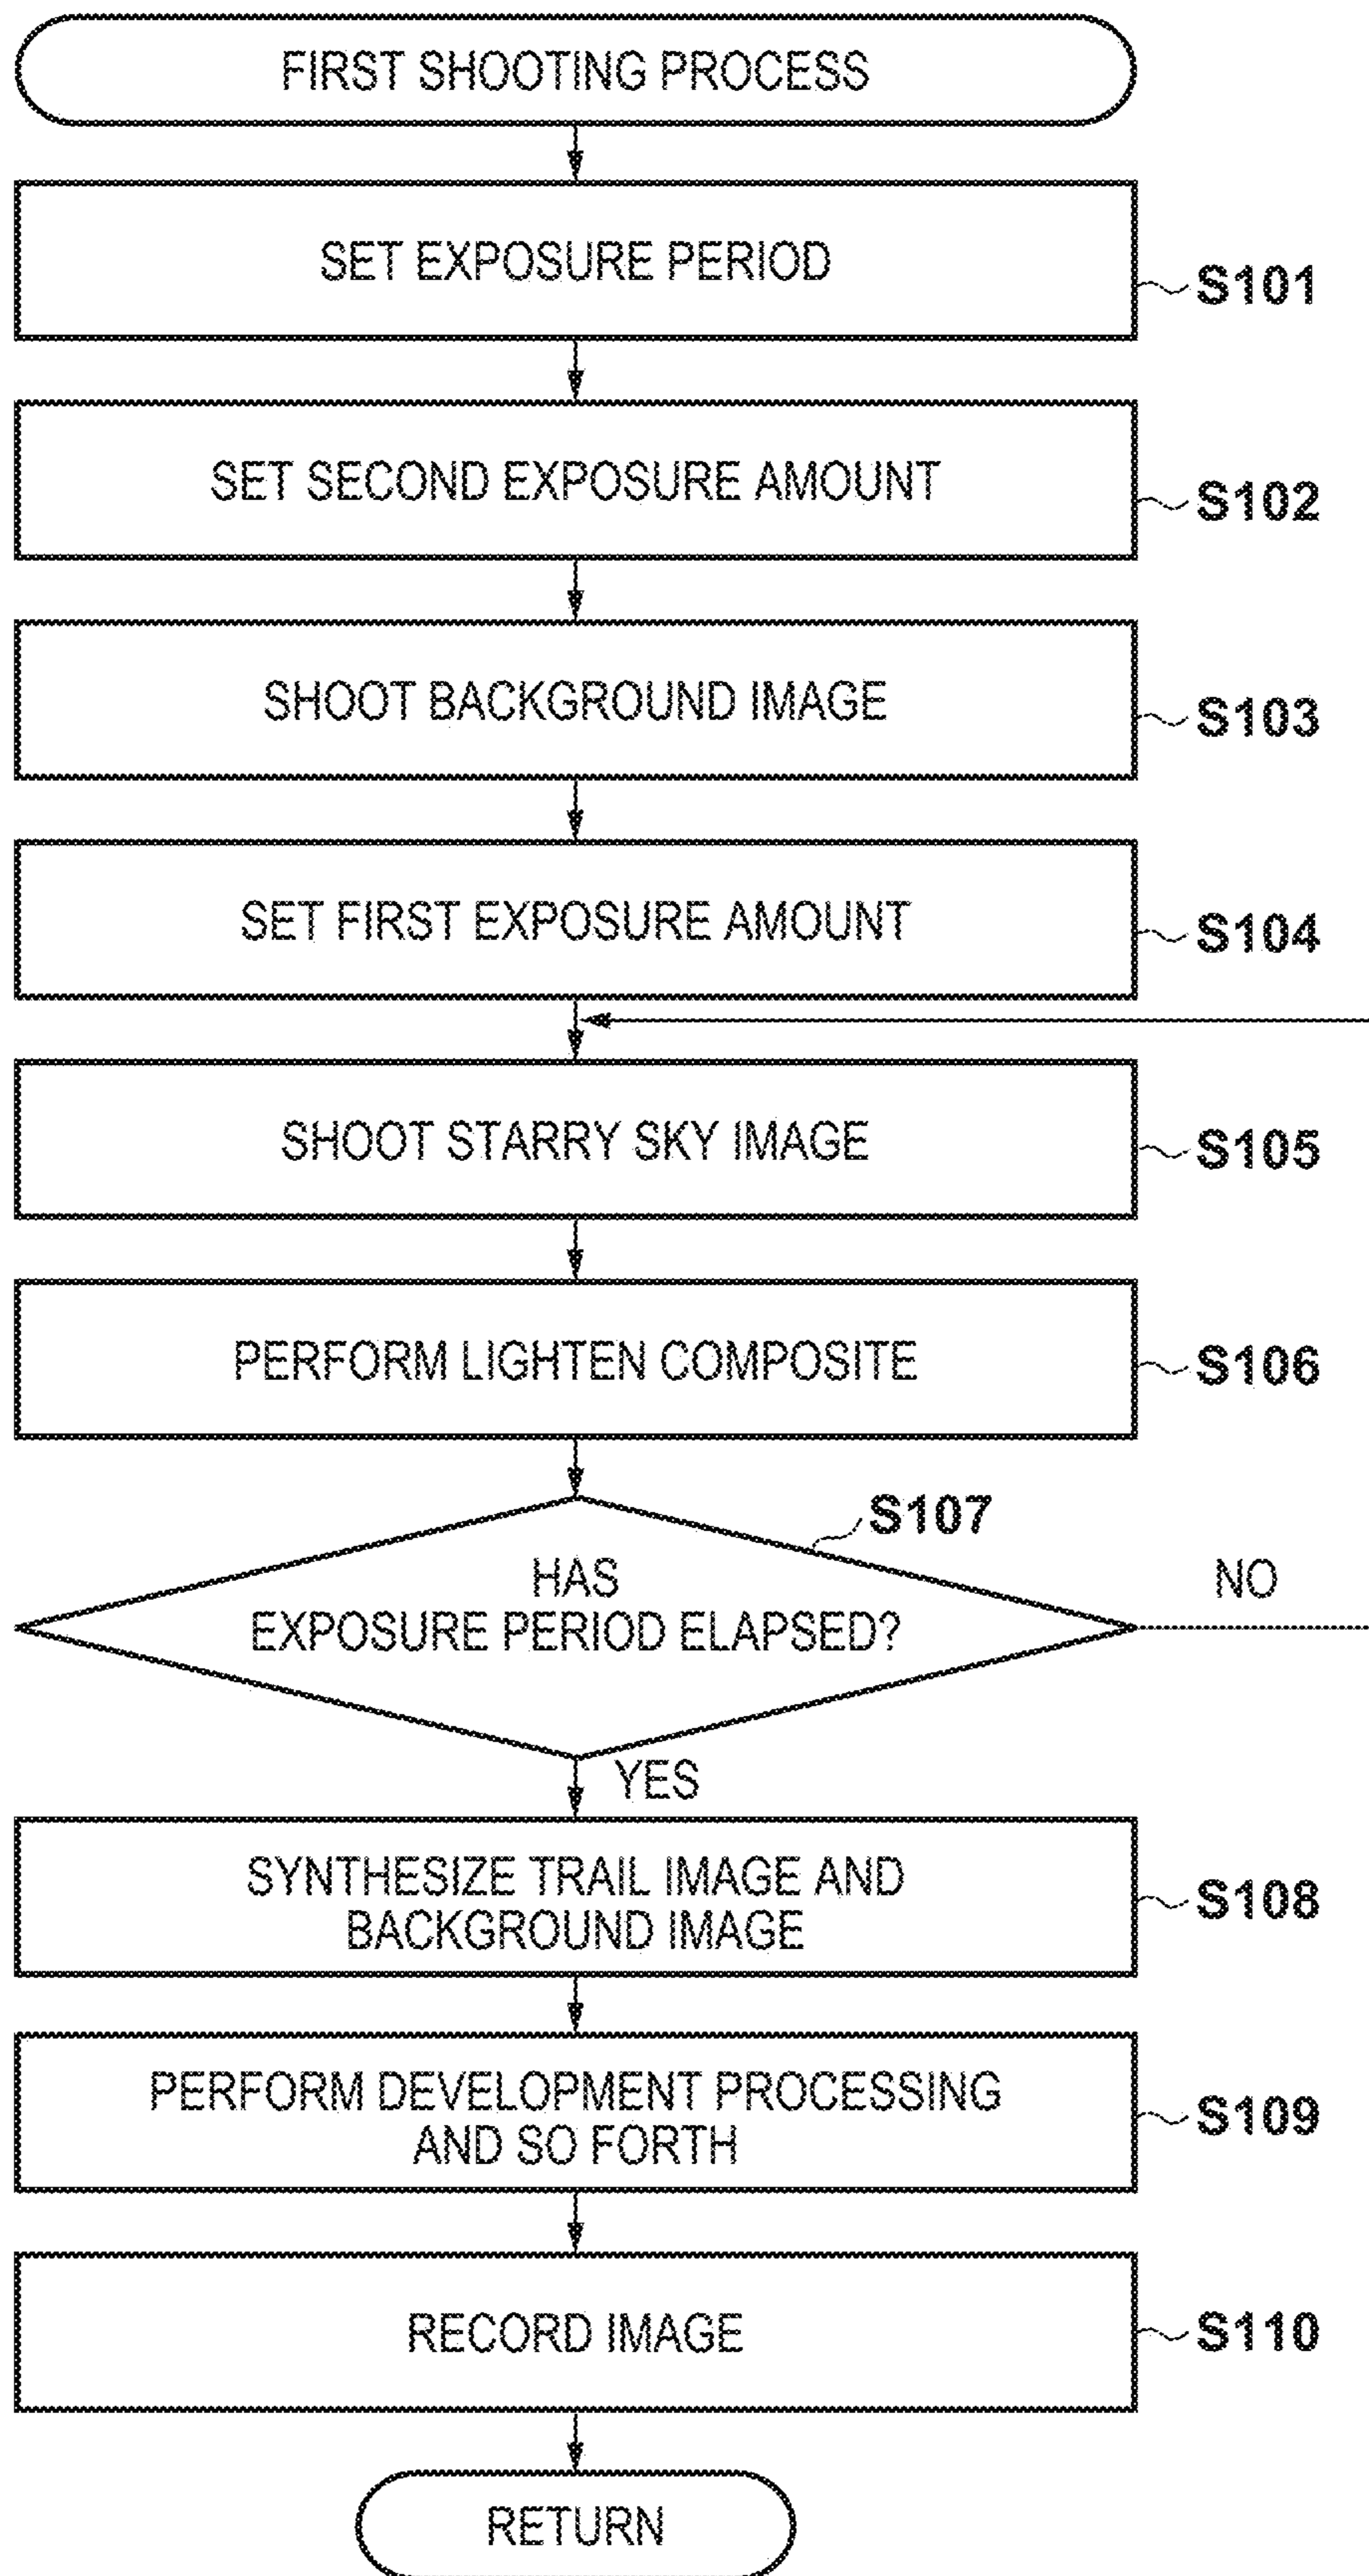 FIRST SHOOTING PROCESS
SET EXPOSURE PERIOD
S101
SET SECOND EXPOSURE AMOUNT
S102
SHOOT BACKGROUND IMAGE
S103
SET FIRST EXPOSURE AMOUNT
S104
SHOOT STARRY SKY IMAGE
S105
PERFORM LIGHTEN COMPOSITE
S106
S107
HAS
EXPOSURE PERIOD ELAPSED?
NO
YES
SYNTHESIZE TRAIL IMAGE AND
BACKGROUND IMAGE
S108
PERFORM DEVELOPMENT PROCESSING
AND SO FORTH
S109
RECORD IMAGE
S110
RETURN